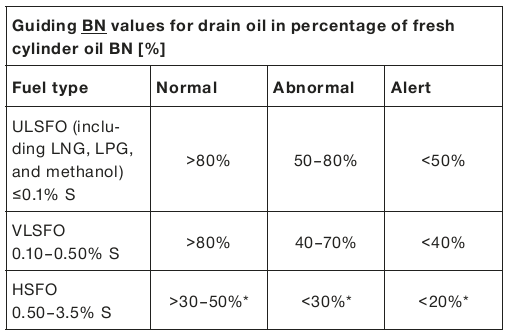 Guiding BN values for drain oil in percentage of fresh
cylinder oil BN [%]
Fuel type Normal Abnormal Alert
ULSFO (inclu-
ding LNG, LPG,
and methanol)
≤0.1% S
>80% 50–80% <50%
VLSFO
0.10–0.50% S
>80% 40–70% <40%
HSFO
0.50–3.5% S
>30–50%* <30%* <20%*